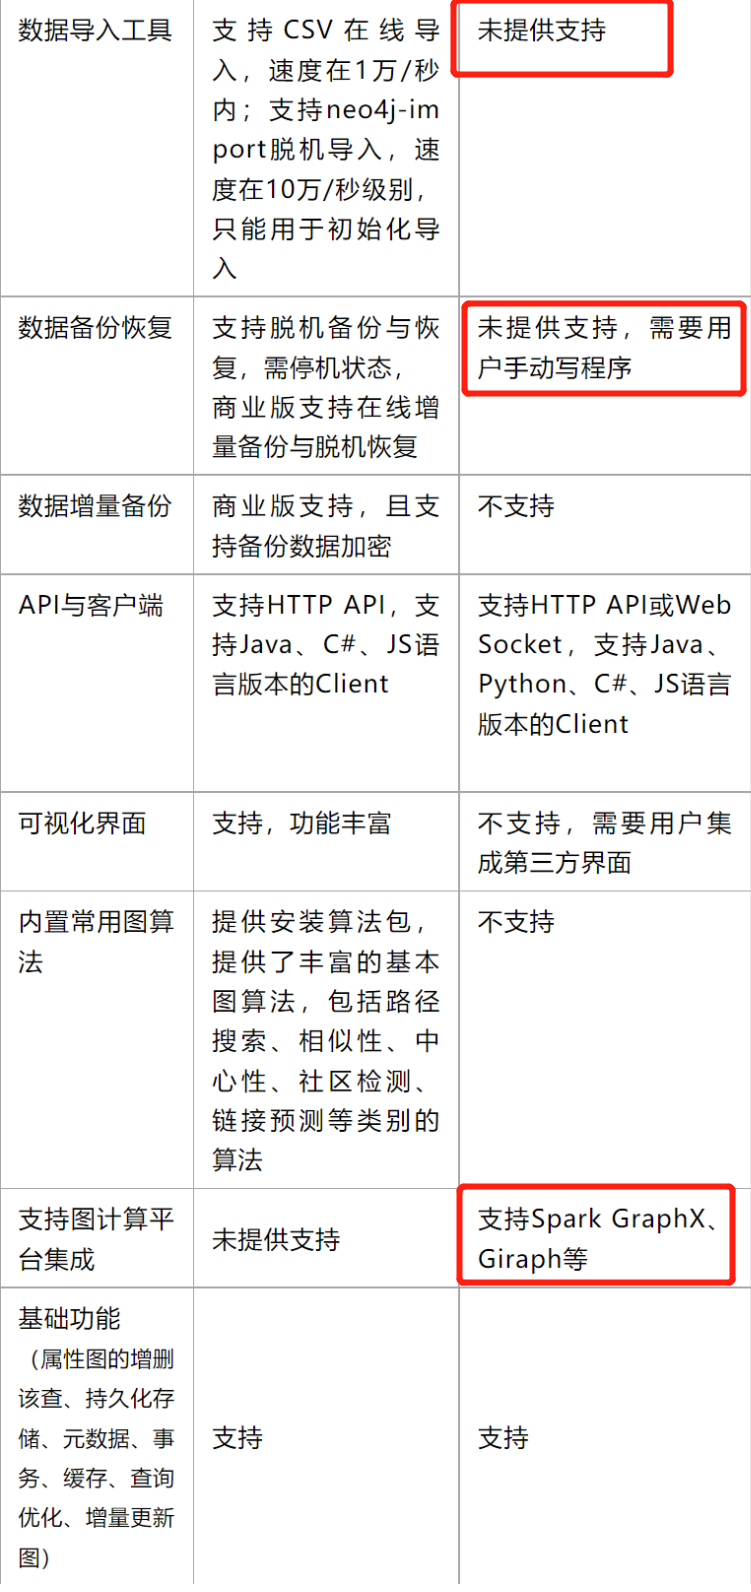 数据导入工具
支持CSV在线导
入，速度在1万/秒
内；支持neo4j-im
port脱机导入，速
度在10万/秒级别，
只能用于初始化导
入
未提供支持
数据备份恢复
支持脱机备份与恢
复，需停机状态，
商业版支持在线增
量备份与脱机恢复
未提供支持，需要用
户手动写程序
数据增量备份
商业版支持，且支
持备份数据加密
不支持
API与客户端
支持HTTP API，支
持Java、C#、JS语
言版本的Client
支持HTTP API或Web
Socket，支持Java、
Python、C#、JS语言
版本的Client
可视化界面
支持，功能丰富
不支持，需要用户集
成第三方界面
内置常用图算
法
提供安装算法包，
提供了丰富的基本
图算法，包括路径
搜索、相似性、中
心性、社区检测、
链接预测等类别的
算法
不支持
支持图计算平
台集成
未提供支持
支持Spark GraphX、
Giraph等
基础功能
（属性图的增删
该查、持久化存
储、元数据、事
务、缓存、查询
优化、增量更新
图）
支持
支持